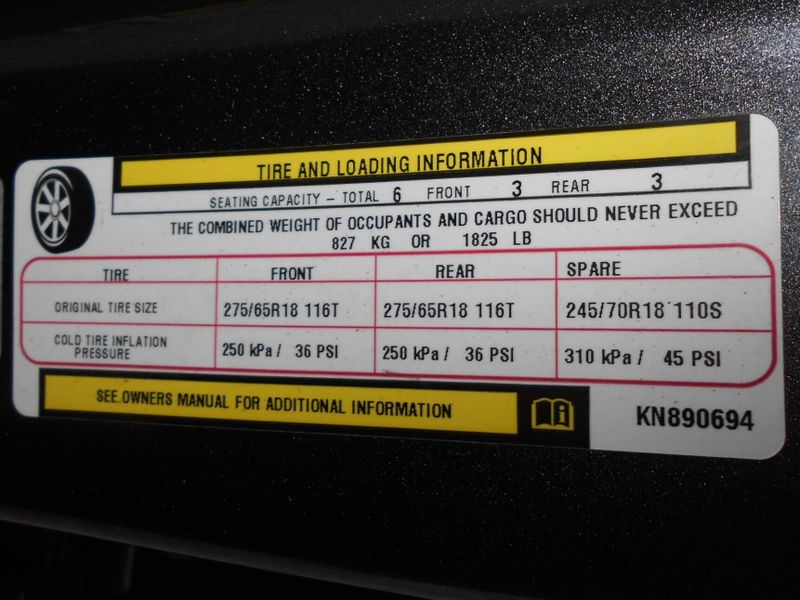 TIRE AND LOADING INFORMATION
SEATING CAPACITY – TOTAL 6 FRONT 3 REAR 3
THE COMBINED WEIGHT OF OCCUPANTS AND CARGO SHOULD NEVER EXCEED
827 KG OR 1825 LB
TIRE FRONT REAR SPARE
ORIGINAL TIRE SIZE 275/65R18 116T 275/65R18 116T 245/70R18 110S
COLD TIRE INFLATION
PRESSURE 250 kPa / 36 PSI 250 kPa / 36 PSI 310 kPa / 45 PSI
SEE OWNERS MANUAL FOR ADDITIONAL INFORMATION
KN890694